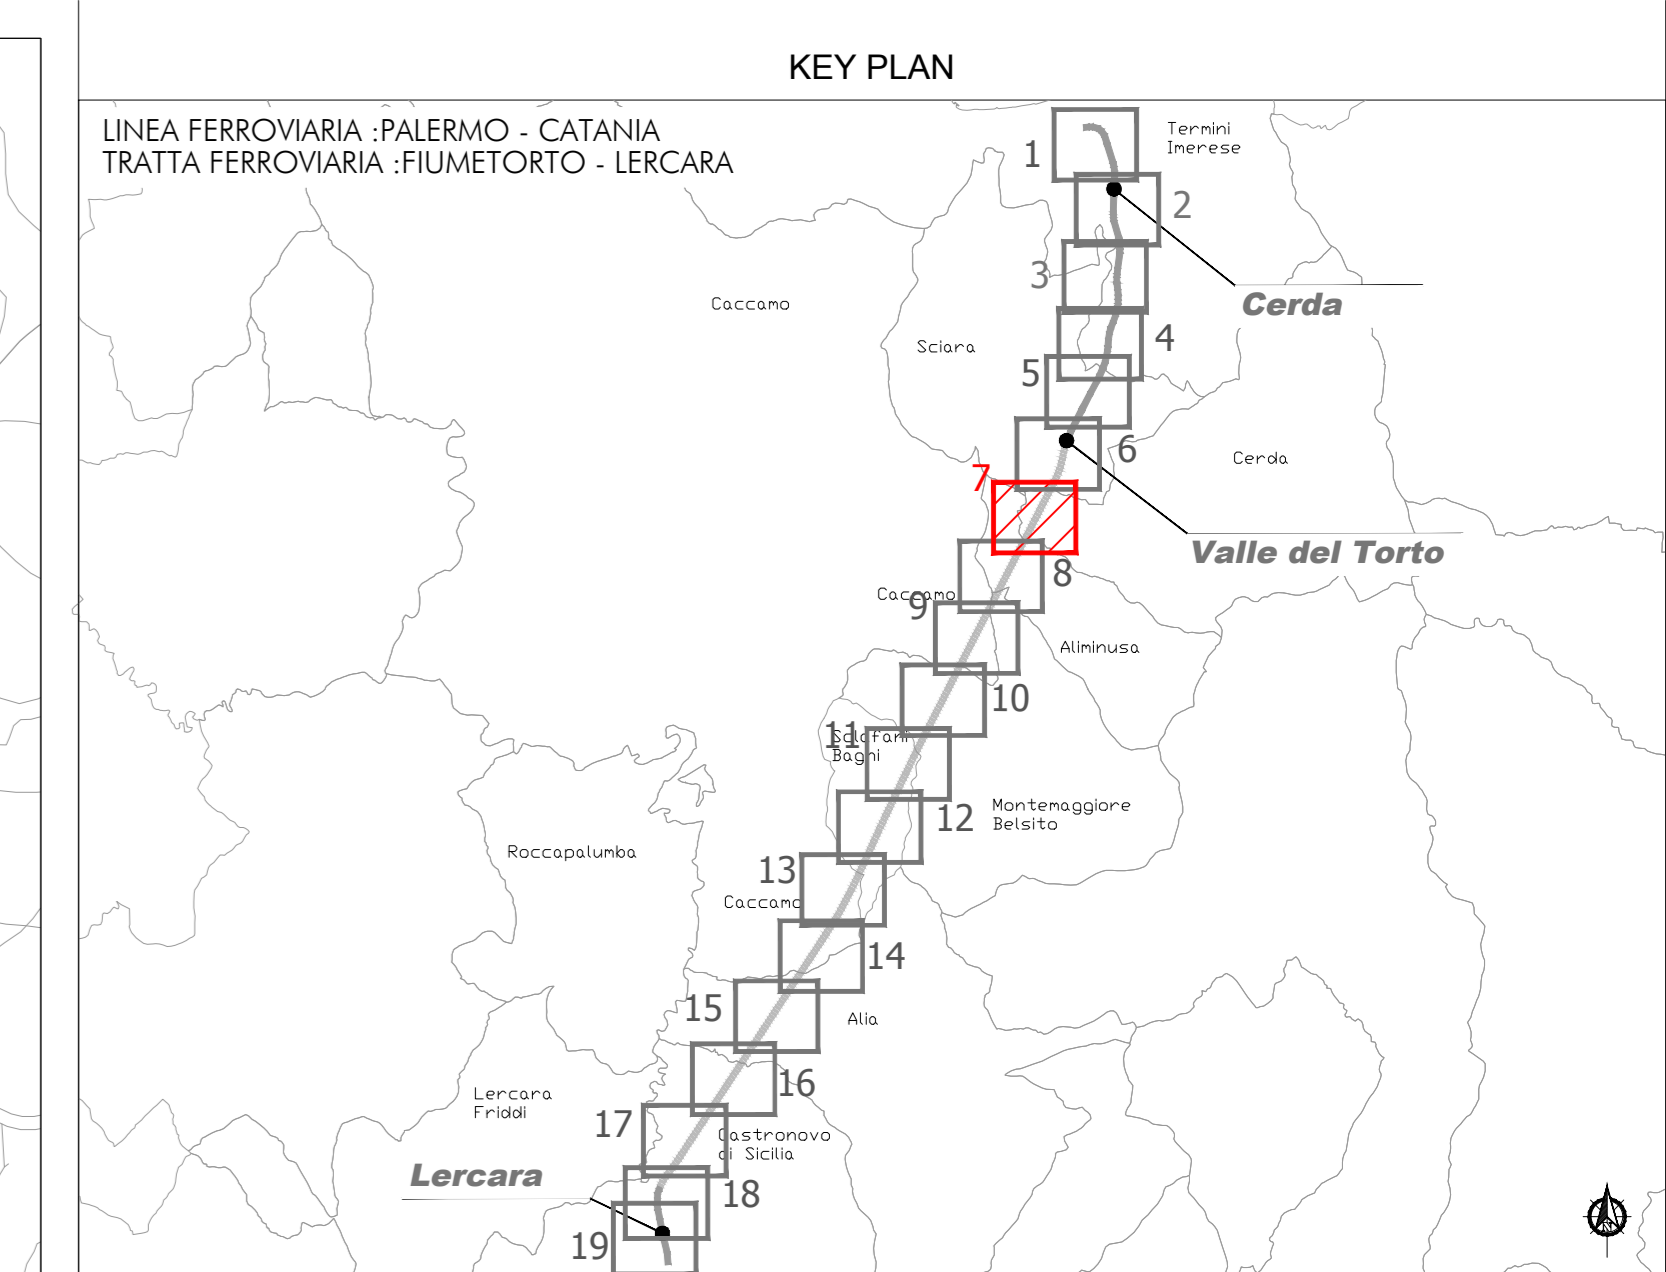 KEY PLAN
LINEA FERROVIARIA :PALERMO - CATANIA
TRATTA FERROVIARIA :FIUMETORTO - LERCARA
1
Termini
Imerese
2
3
Caccamo
Cerda
4
Sciara
5
6
Cerda
7
Valle del Torto
8
Caccamo
9
Aliminusa
10
11
Sclafani
Bagni
12
Montemaggiore
Belsito
Roccapalumba
13
Caccamo
14
15
Alia
16
Lercara
Friddi
17
Castronovo
di Sicilia
Lercara
18
19
N